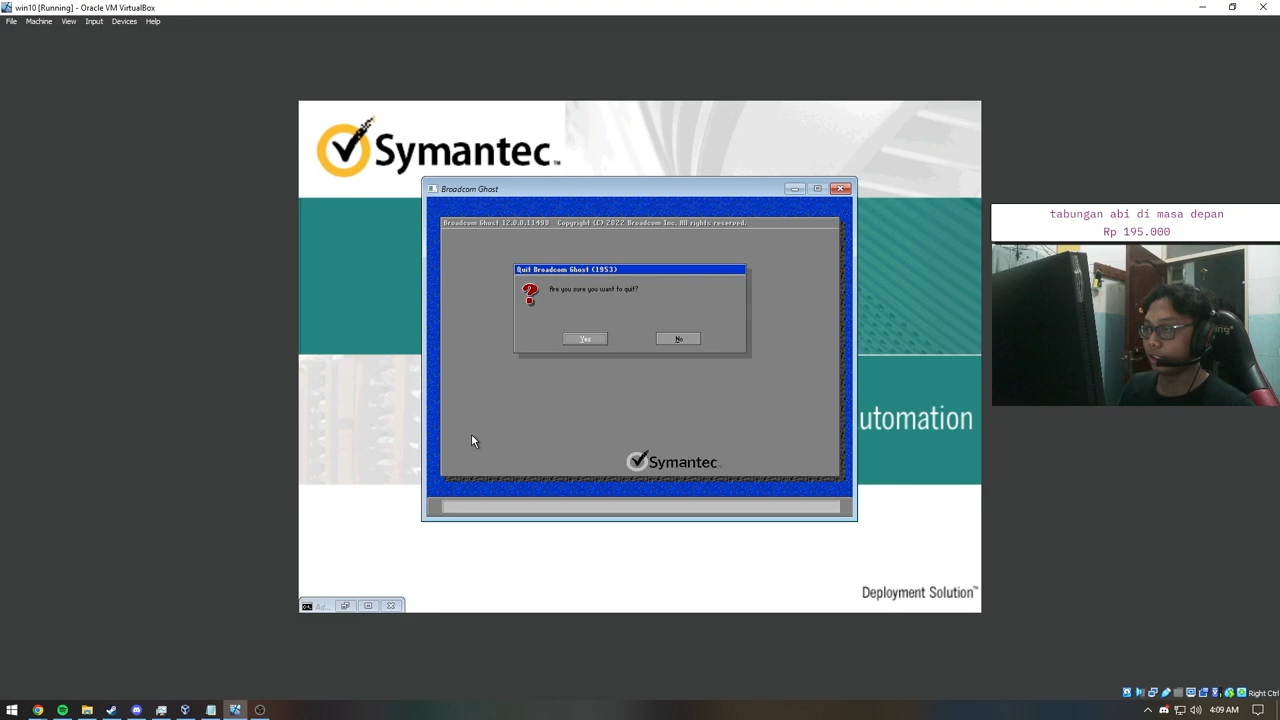 win10 [Running] - Oracle VM VirtualBox
File Machine View Input Devices Help
Symantec™
Broadcom Ghost
Broadcom Ghost 12.0.0.11499 Copyright (C) 2022 Broadcom Inc. All rights reserved.
Quit Broadcom Ghost (1953)
Are you sure you want to quit?
Yes No
Symantec
utomation
Deployment Solution™
Ad...
tabungan abi di masa depan
Rp 195.000
Right Ctrl
4:09 AM